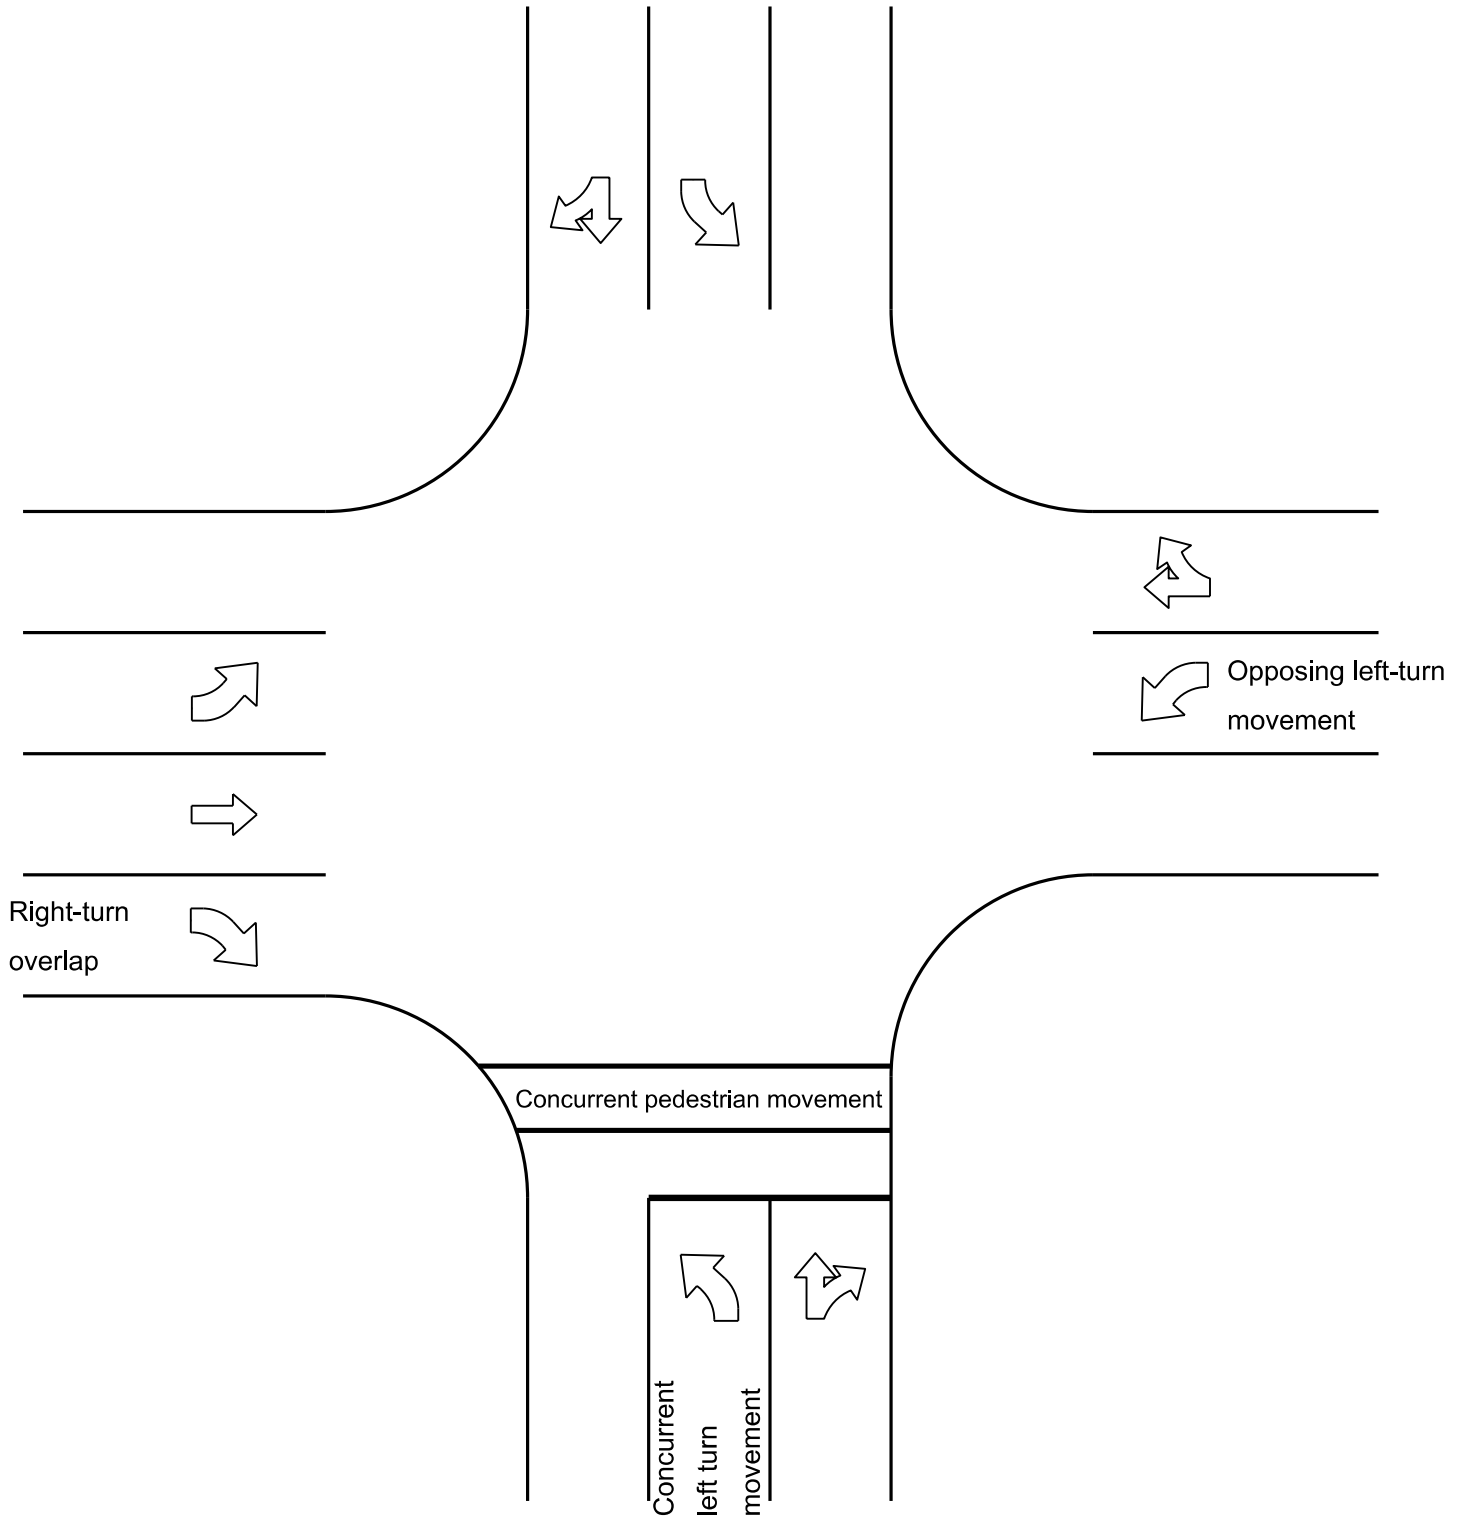 Opposing left-turn
movement
Right-turn
overlap
Concurrent pedestrian movement
Concurrent
left turn
movement